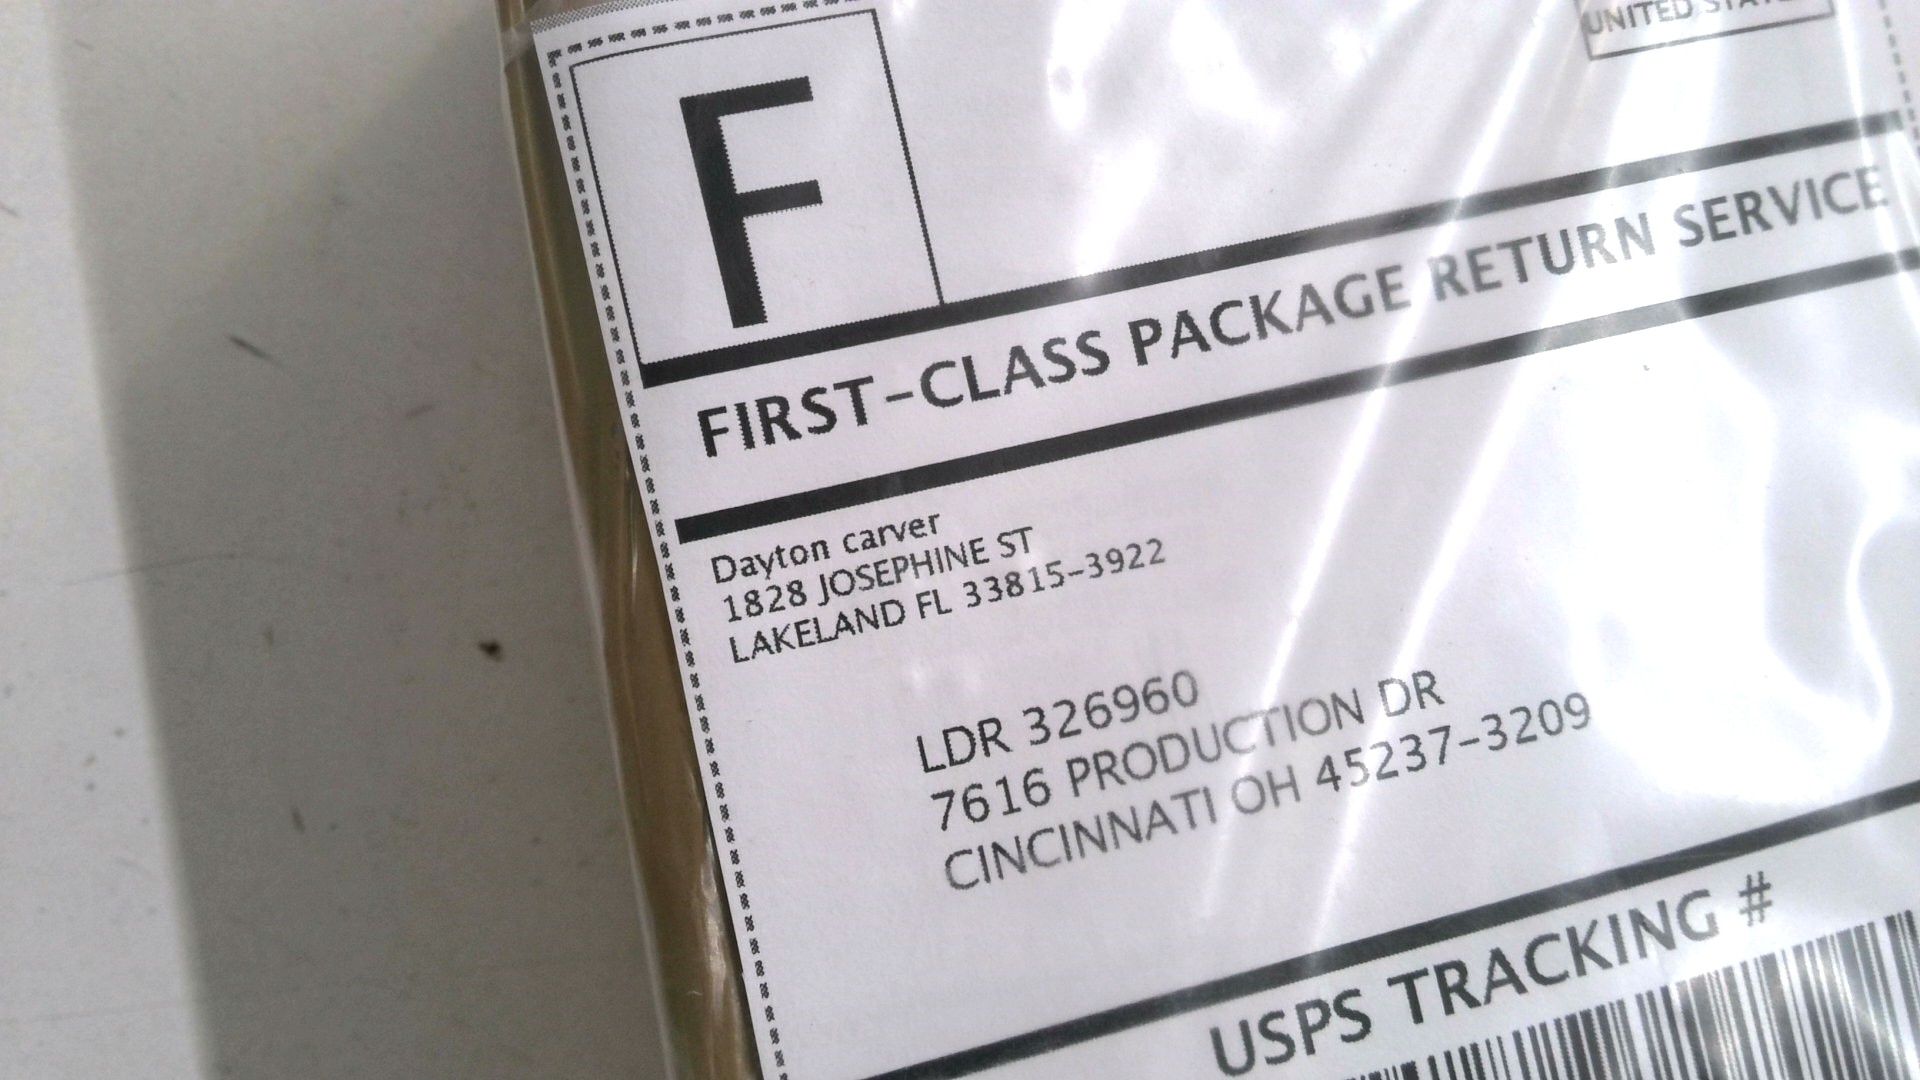 F
UNITED STATES
FIRST-CLASS PACKAGE RETURN SERVICE
Dayton carver
1828 JOSEPHINE ST
LAKELAND FL 33815-3922
LDR 326960
7616 PRODUCTION DR
CINCINNATI OH 45237-3209
USPS TRACKING #